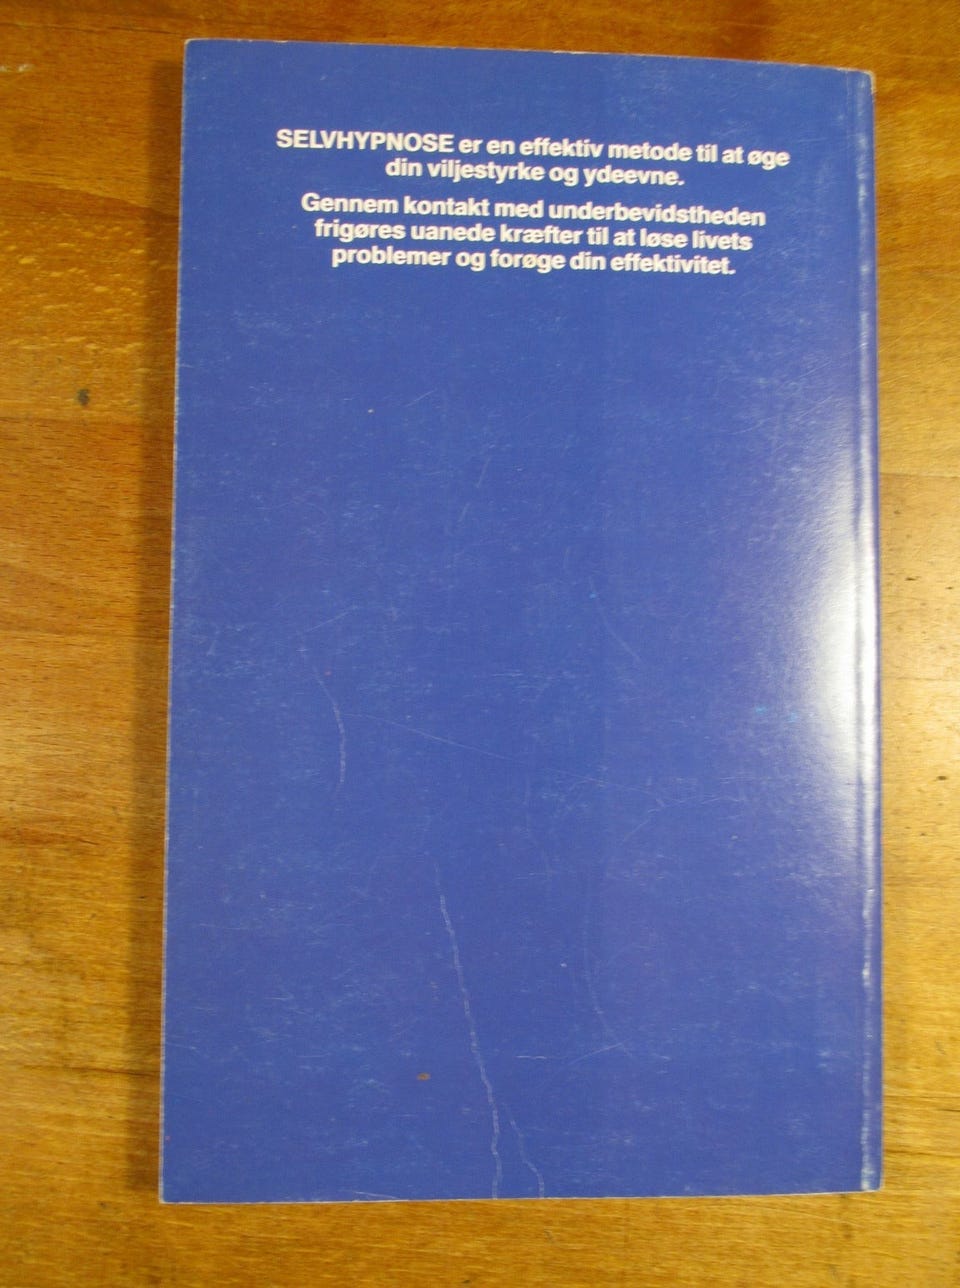 SELVHYPNOSE er en effektiv metode til at øge
din viljestyrke og ydeevne.
Gennem kontakt med underbevidstheden
frigøres uanede kræfter til at løse livets
problemer og forøge din effektivitet.